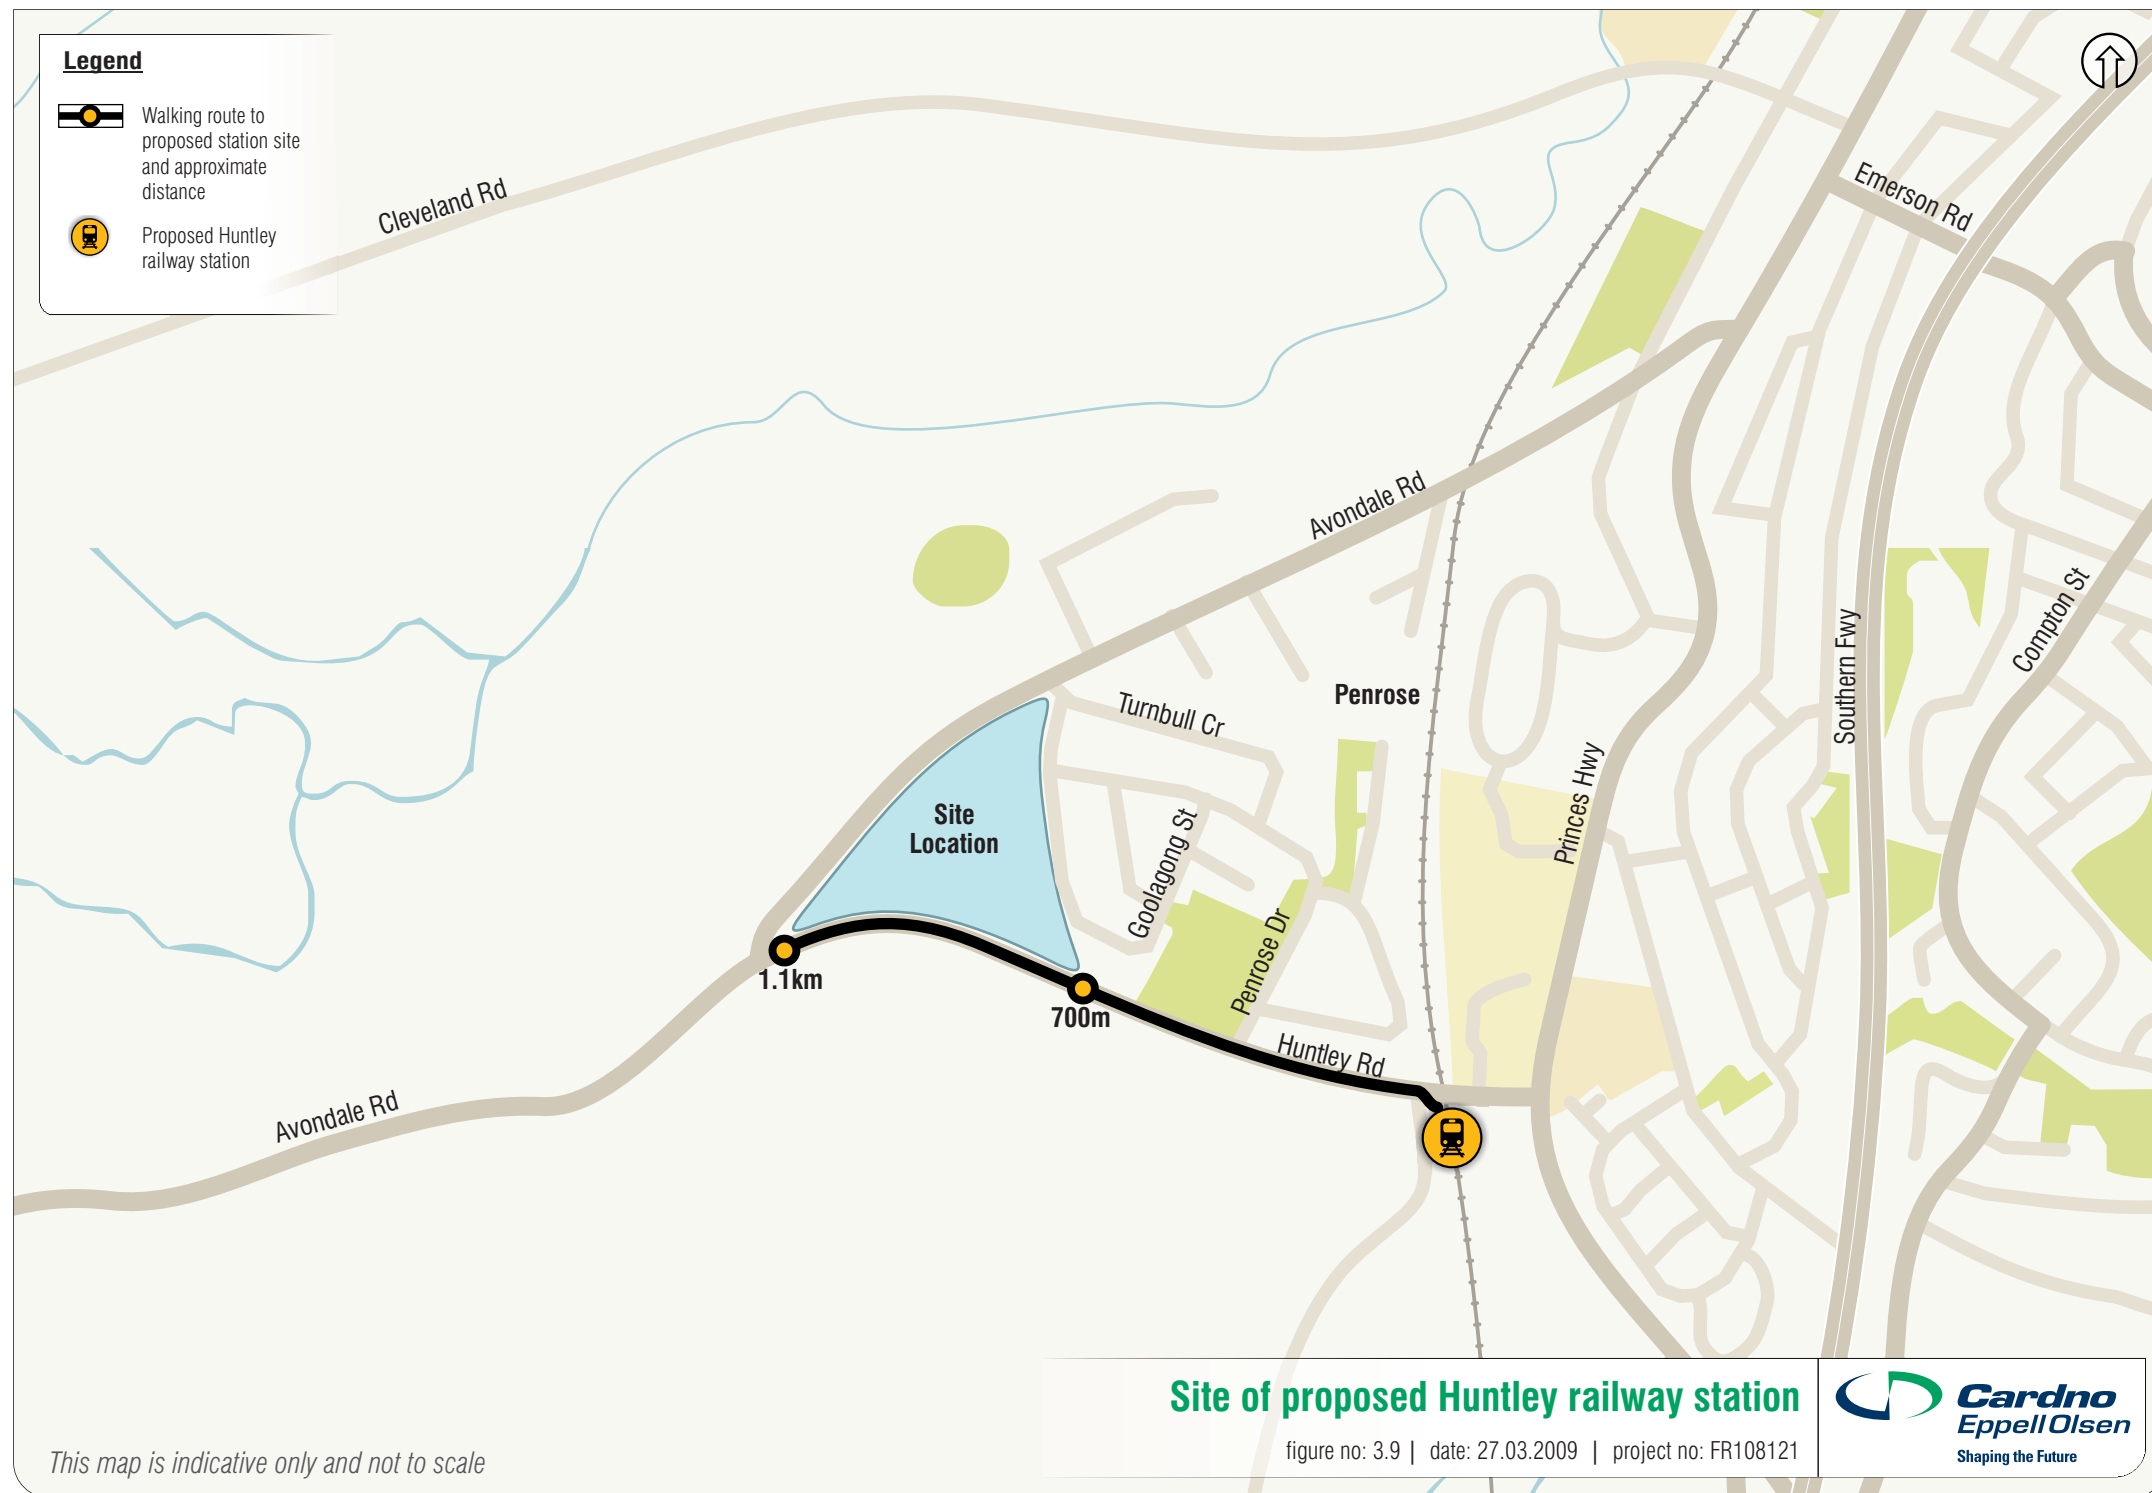 Legend
Walking route to
proposed station site
and approximate
distance
Proposed Huntley
railway station
Cleveland Rd
Emerson Rd
Avondale Rd
Compton St
Southern Fwy
Turnbull Cr
Penrose
Princes Hwy
Site
Location
Goolagong St
Penrose Dr
1.1km
700m
Huntley Rd
Avondale Rd
Site of proposed Huntley railway station
figure no: 3.9 | date: 27.03.2009 | project no: FR108121
Cardno
Eppell Olsen
Shaping the Future
This map is indicative only and not to scale